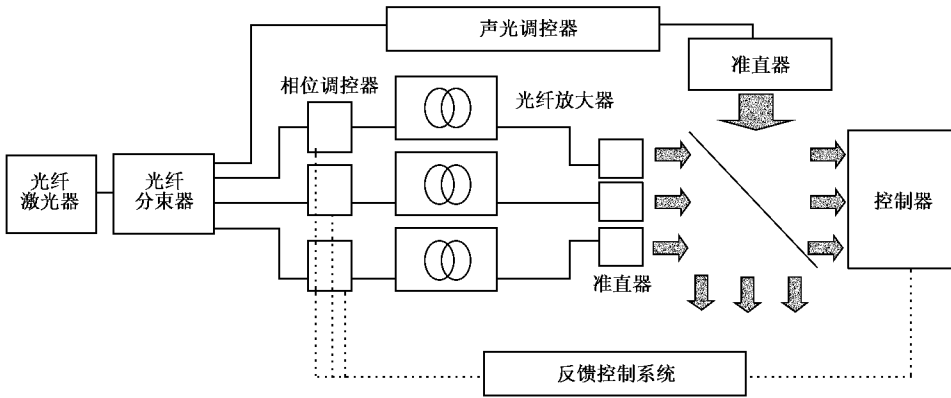 声光调控器
准直器
相位调控器
光纤放大器
光纤
激光器
光纤
分束器
控制器
准直器
反馈控制系统